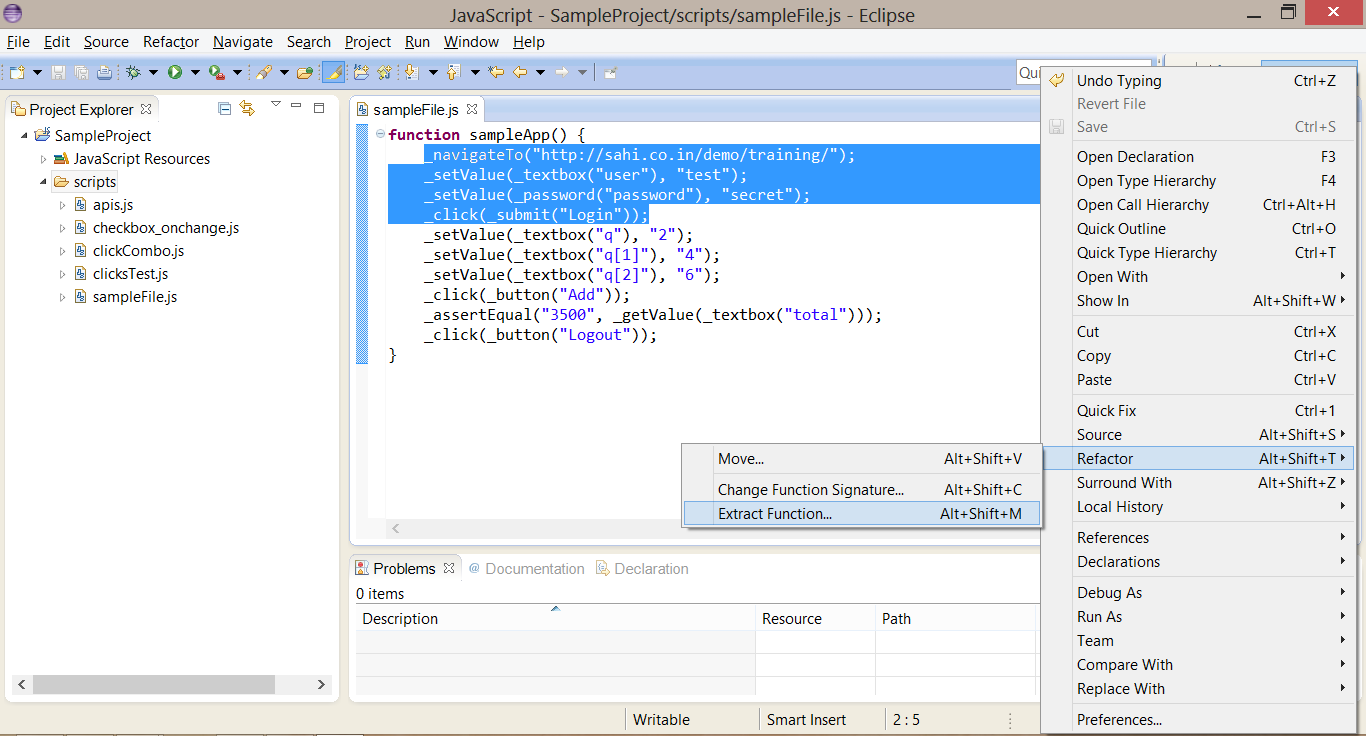 JavaScript - SampleProject/scripts/sampleFile.js - Eclipse
File Edit Source Refactor Navigate Search Project Run Window Help
Project Explorer
SampleProject
JavaScript Resources
scripts
apis.js
checkbox_onchange.js
clickCombo.js
clicksTest.js
sampleFile.js
sampleFile.js
function sampleApp() {
_navigateTo("http://sahi.co.in/demo/training/");
_setValue(_textbox("user"), "test");
_setValue(_password("password"), "secret");
_click(_submit("Login"));
_setValue(_textbox("q"), "2");
_setValue(_textbox("q[1]"), "4");
_setValue(_textbox("q[2]"), "6");
_click(_button("Add"));
_assertEqual("3500", _getValue(_textbox("total")));
_click(_button("Logout"));
}
Move... Alt+Shift+V
Change Function Signature... Alt+Shift+C
Extract Function... Alt+Shift+M
Undo Typing Ctrl+Z
Revert File
Save Ctrl+S
Open Declaration F3
Open Type Hierarchy F4
Open Call Hierarchy Ctrl+Alt+H
Quick Outline Ctrl+O
Quick Type Hierarchy Ctrl+T
Open With
Show In Alt+Shift+W
Cut Ctrl+X
Copy Ctrl+C
Paste Ctrl+V
Quick Fix Ctrl+1
Source Alt+Shift+S
Refactor Alt+Shift+T
Surround With Alt+Shift+Z
Local History
References
Declarations
Debug As
Run As
Team
Compare With
Replace With
Preferences...
Problems @ Documentation Declaration
0 items
Description Resource Path
Writable Smart Insert 2 : 5